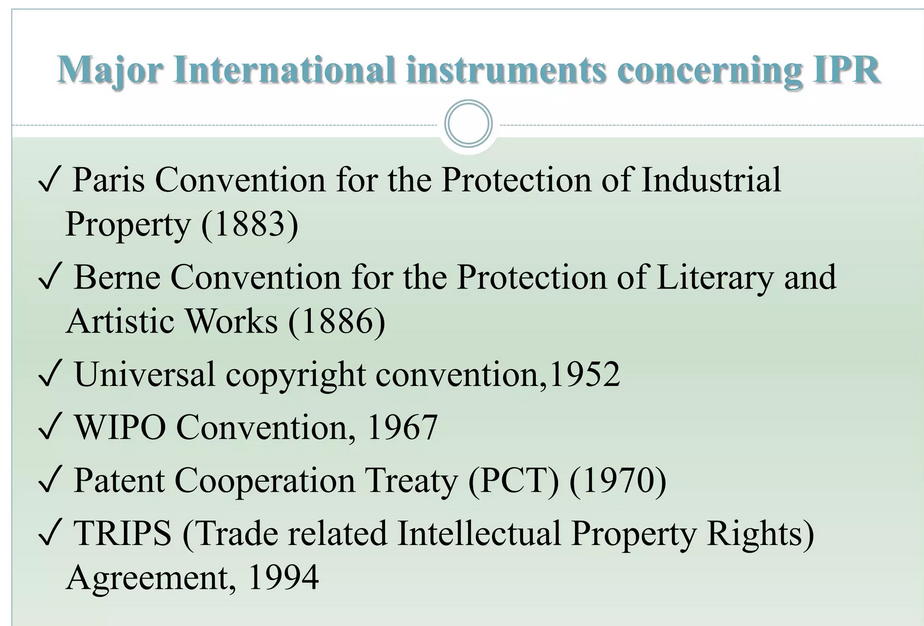 Major International instruments concerning IPR
✓ Paris Convention for the Protection of Industrial
Property (1883)
✓ Berne Convention for the Protection of Literary and
Artistic Works (1886)
✓ Universal copyright convention,1952
✓ WIPO Convention, 1967
✓ Patent Cooperation Treaty (PCT) (1970)
✓ TRIPS (Trade related Intellectual Property Rights)
Agreement, 1994